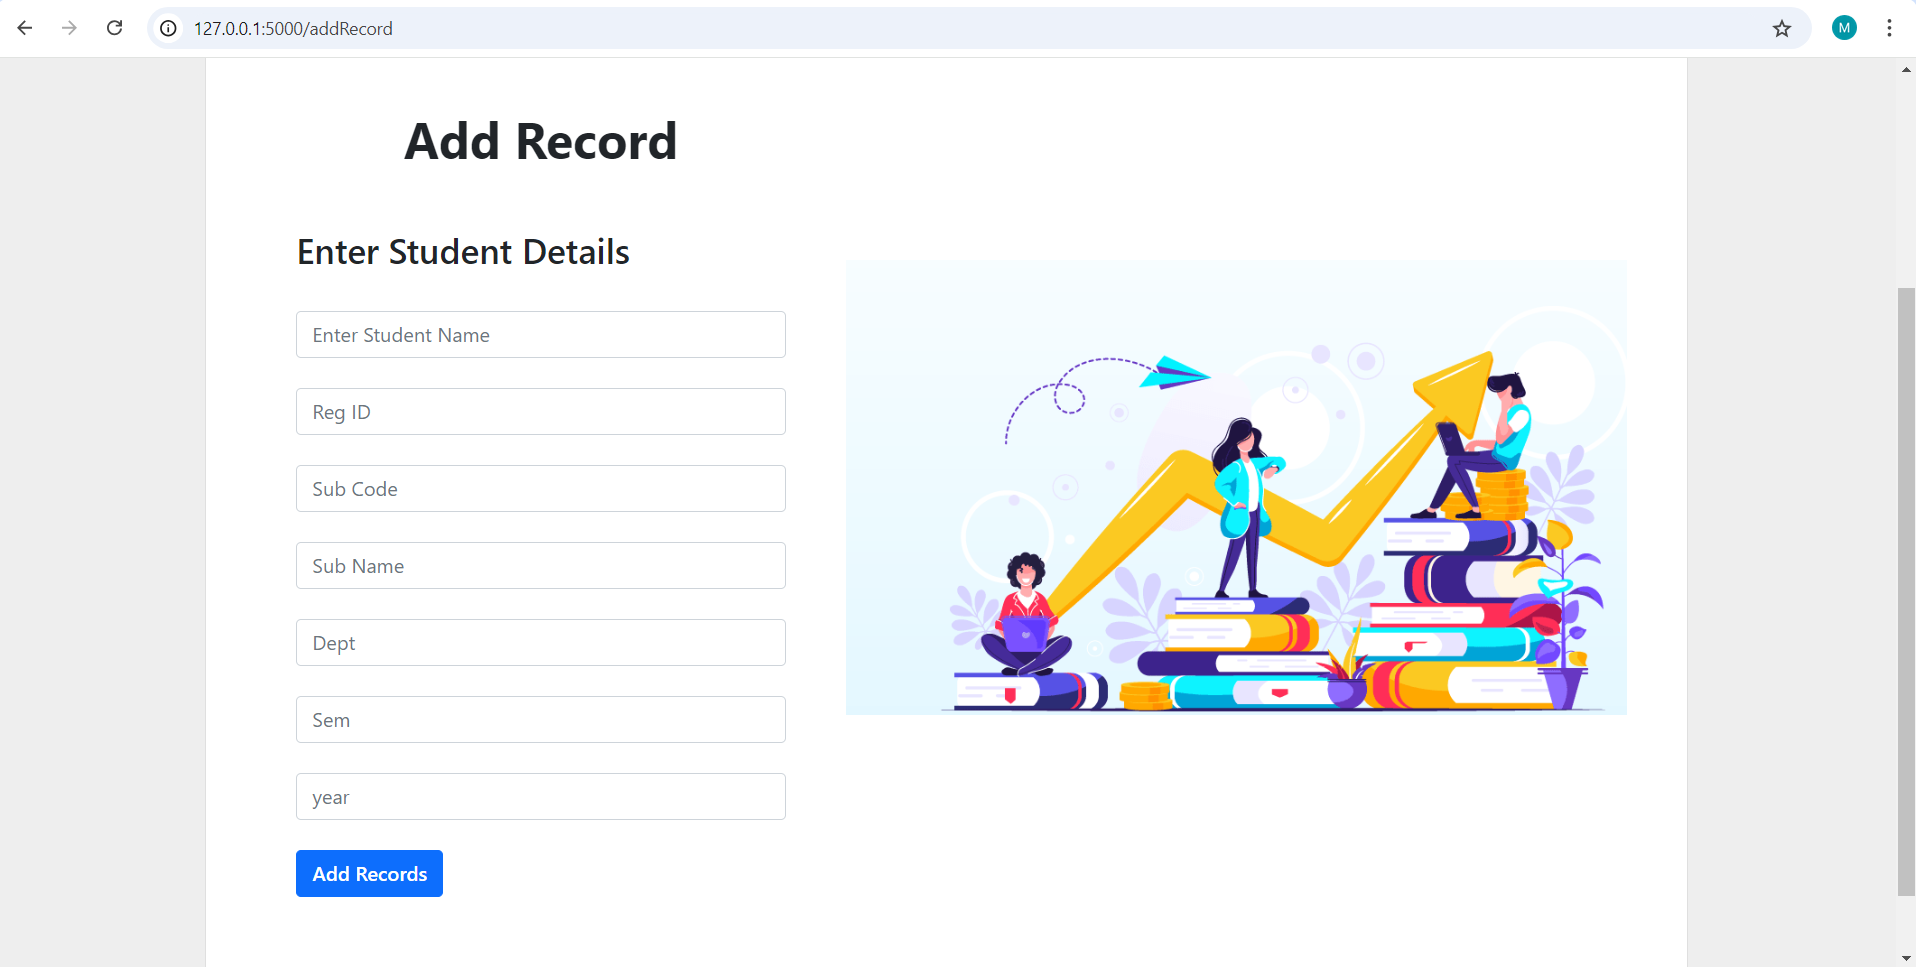 127.0.0.1:5000/addRecord
M
Add Record
Enter Student Details
Enter Student Name
Reg ID
Sub Code
Sub Name
Dept
Sem
year
Add Records